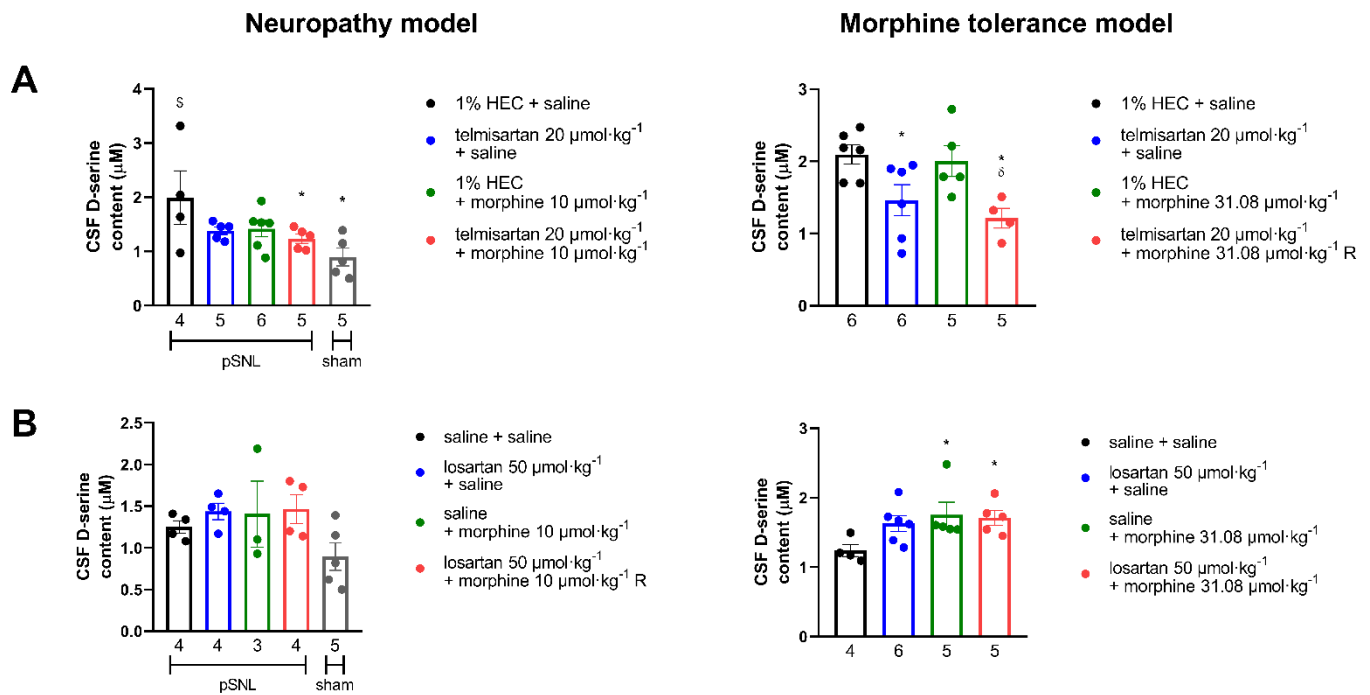 Neuropathy model
Morphine tolerance model
A
CSF D-serine
content (μM)
4
3
2
1
0
$
*
*
4 5 6 5 5
pSNL sham
1% HEC + saline
telmisartan 20 μmol·kg⁻¹
+ saline
1% HEC
+ morphine 10 μmol·kg⁻¹
telmisartan 20 μmol·kg⁻¹
+ morphine 10 μmol·kg⁻¹
CSF D-serine
content (μM)
3
2
1
0
*
*
δ
6 6 5 5
1% HEC + saline
telmisartan 20 μmol·kg⁻¹
+ saline
1% HEC
+ morphine 31.08 μmol·kg⁻¹
telmisartan 20 μmol·kg⁻¹
+ morphine 31.08 μmol·kg⁻¹ R
B
CSF D-serine
content (μM)
2.5
2.0
1.5
1.0
0.5
0.0
4 4 3 4 5
pSNL sham
saline + saline
losartan 50 μmol·kg⁻¹
+ saline
saline
+ morphine 10 μmol·kg⁻¹
losartan 50 μmol·kg⁻¹
+ morphine 10 μmol·kg⁻¹ R
CSF D-serine
content (μM)
3
2
1
0
*
*
4 6 5 5
saline + saline
losartan 50 μmol·kg⁻¹
+ saline
saline
+ morphine 31.08 μmol·kg⁻¹
losartan 50 μmol·kg⁻¹
+ morphine 31.08 μmol·kg⁻¹